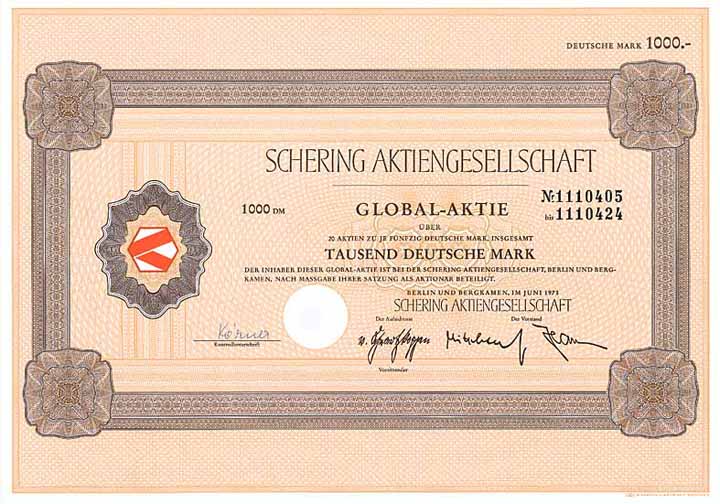 DEUTSCHE MARK 1000.-
SCHERING AKTIENGESELLSCHAFT
1000 DM GLOBAL-AKTIE Nr. 1110405
bis 1110424
ÜBER
20 AKTIEN ZU JE FÜNFZIG DEUTSCHE MARK, INSGESAMT
TAUSEND DEUTSCHE MARK
DER INHABER DIESER GLOBAL-AKTIE IST BEI DER SCHERING AKTIENGESELLSCHAFT, BERLIN UND BERG-
KAMEN, NACH MASSGABE IHRER SATZUNG ALS AKTIONÄR BETEILIGT.
BERLIN UND BERGKAMEN, IM JUNI 1973
SCHERING AKTIENGESELLSCHAFT
Der Aufsichtsrat Der Vorstand
Körner
Kontrollunterschrift
Vorsitzender